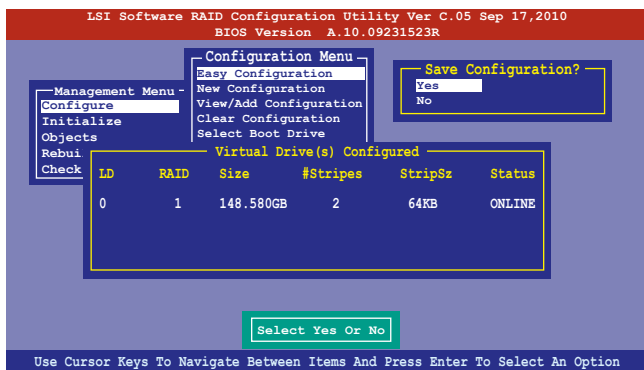 LSI Software RAID Configuration Utility Ver C.05 Sep 17,2010
BIOS Version A.10.09231523R
Configuration Menu
Easy Configuration
New Configuration
View/Add Configuration
Clear Configuration
Select Boot Drive
Save Configuration?
Yes
No
Management Menu
Configure
Initialize
Objects
Rebui
Check
Virtual Drive(s) Configured
LD RAID Size #Stripes StripSz Status
0 1 148.580GB 2 64KB ONLINE
Select Yes Or No
Use Cursor Keys To Navigate Between Items And Press Enter To Select An Option